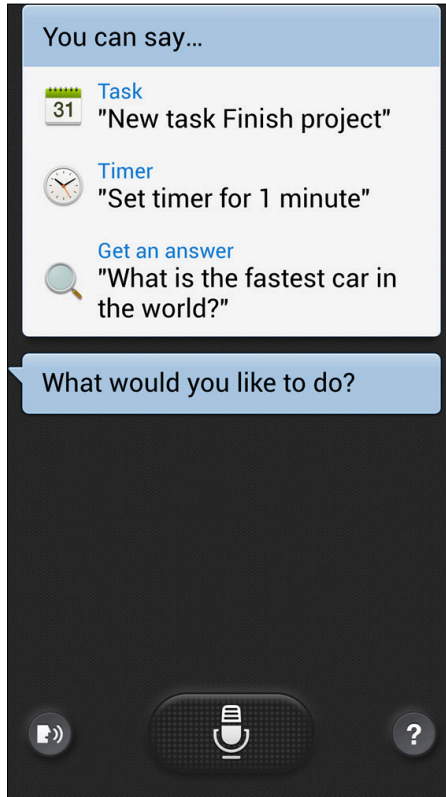 You can say...
31
Task
"New task Finish project"
Timer
"Set timer for 1 minute"
Get an answer
"What is the fastest car in
the world?"
What would you like to do?
?